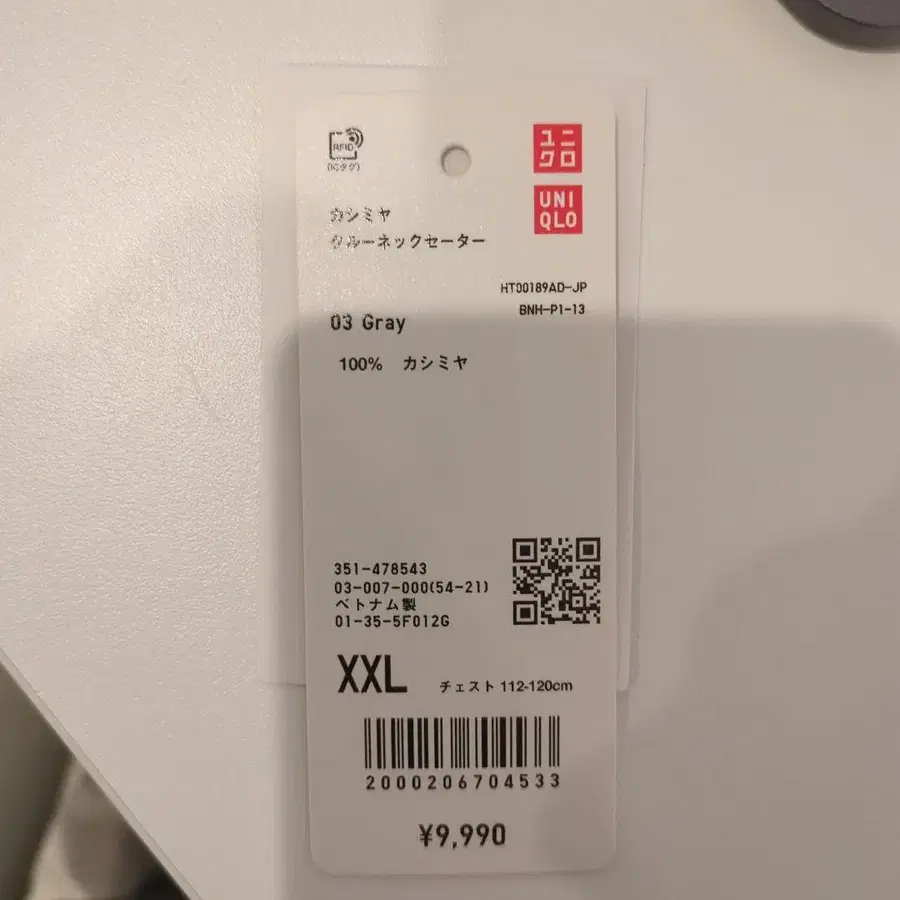 RFID
(ICタグ)
ユニ
クロ
UNI
QLO
カシミヤ
クルーネックセーター
HT00189AD-JP
BNH-P1-13
03 Gray
100% カシミヤ
351-478543
03-007-000(54-21)
ベトナム製
01-35-5F012G
XXL チェスト 112-120cm
2000206704533
¥9,990